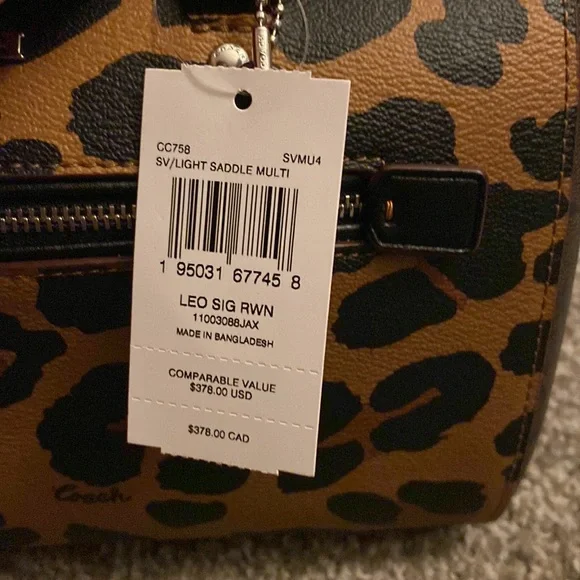 CC758 SVMU4
SV/LIGHT SADDLE MULTI
1 95031 67745 8
LEO SIG RWN
11003088JAX
MADE IN BANGLADESH
COMPARABLE VALUE
$378.00 USD
$378.00 CAD
Coach